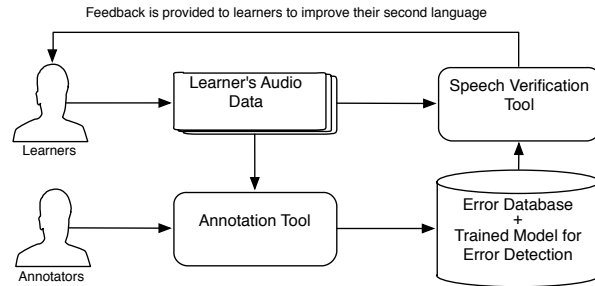 Feedback is provided to learners to improve their second language
Learner's Audio
Data
Speech Verification
Tool
Learners
Annotation Tool
Error Database
+
Trained Model for
Error Detection
Annotators